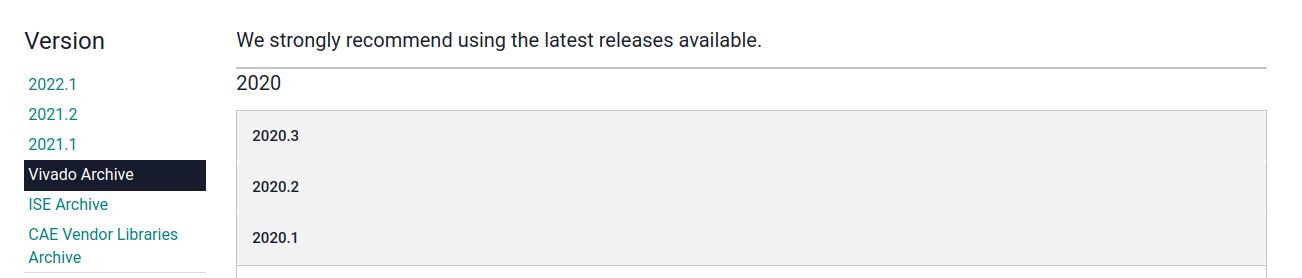 Version
2022.1
2021.2
2021.1
Vivado Archive
ISE Archive
CAE Vendor Libraries
Archive
We strongly recommend using the latest releases available.
2020
2020.3
2020.2
2020.1